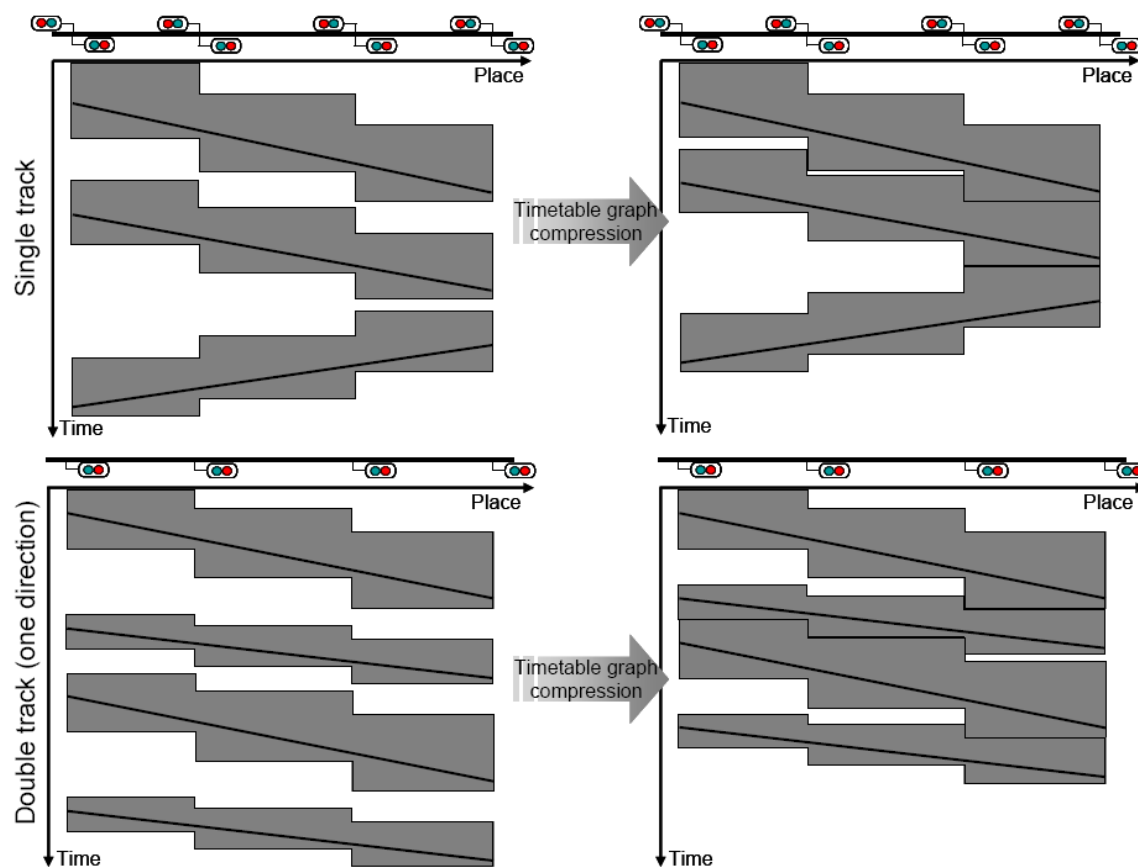 Place
Place
Single track
Timetable graph
compression
Time
Time
Double track (one direction)
Place
Place
Timetable graph
compression
Time
Time